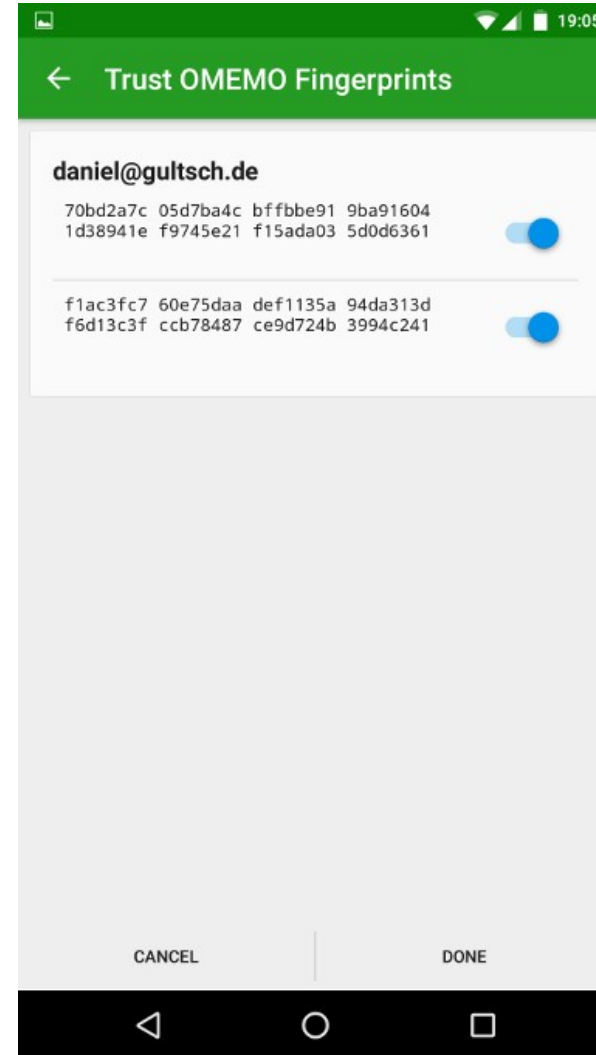 19:05
Trust OMEMO Fingerprints
daniel@gultsch.de
70bd2a7c 05d7ba4c bffbbe91 9ba91604
1d38941e f9745e21 f15ada03 5d0d6361
f1ac3fc7 60e75daa def1135a 94da313d
f6d13c3f ccb78487 ce9d724b 3994c241
CANCEL DONE